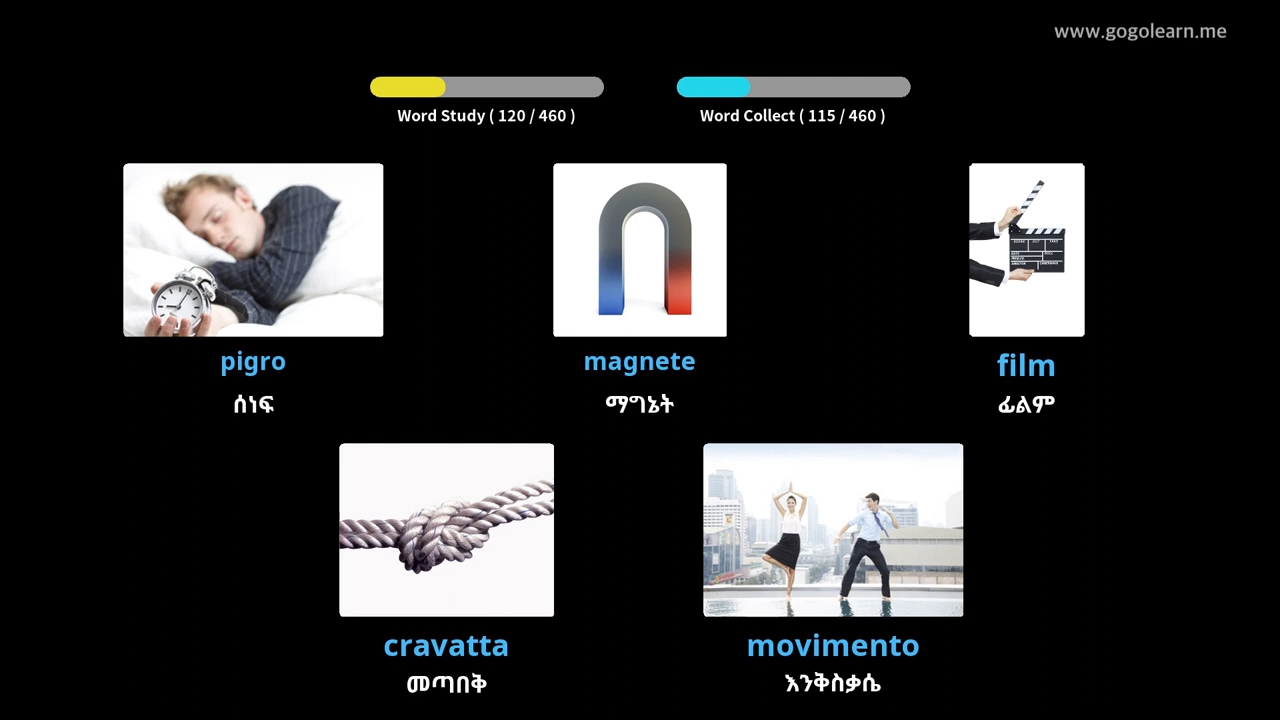 www.gogolearn.me
Word Study ( 120 / 460 )
Word Collect ( 115 / 460 )
pigro
ሰነፍ
magnete
ማግኔት
film
ፊልም
cravatta
መጣበቅ
movimento
እንቅስቃሴ